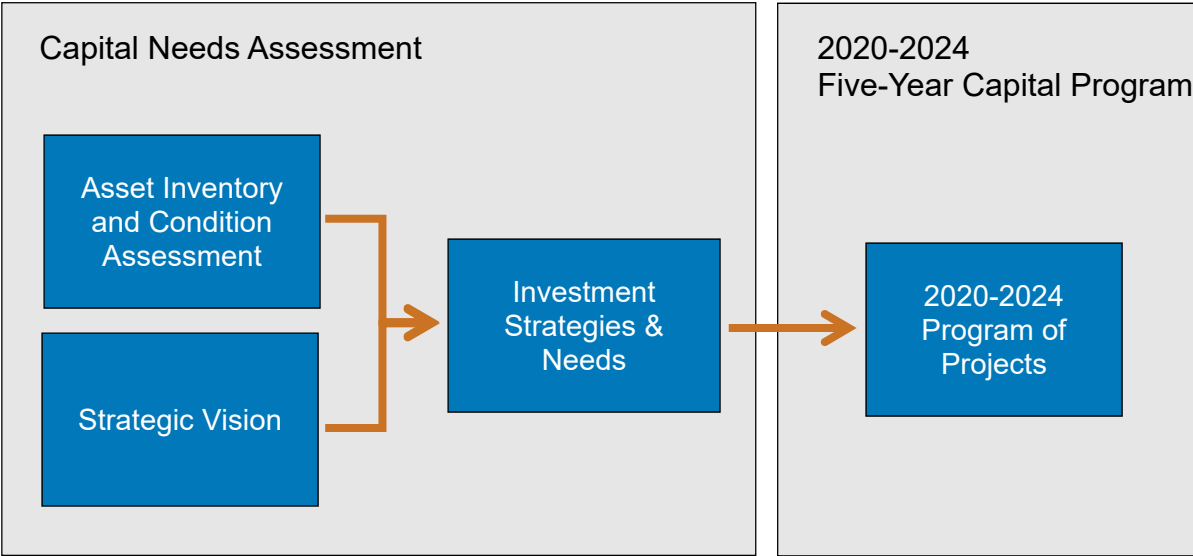 Capital Needs Assessment
Asset Inventory
and Condition
Assessment
Strategic Vision
Investment
Strategies &
Needs
2020-2024
Five-Year Capital Program
2020-2024
Program of
Projects